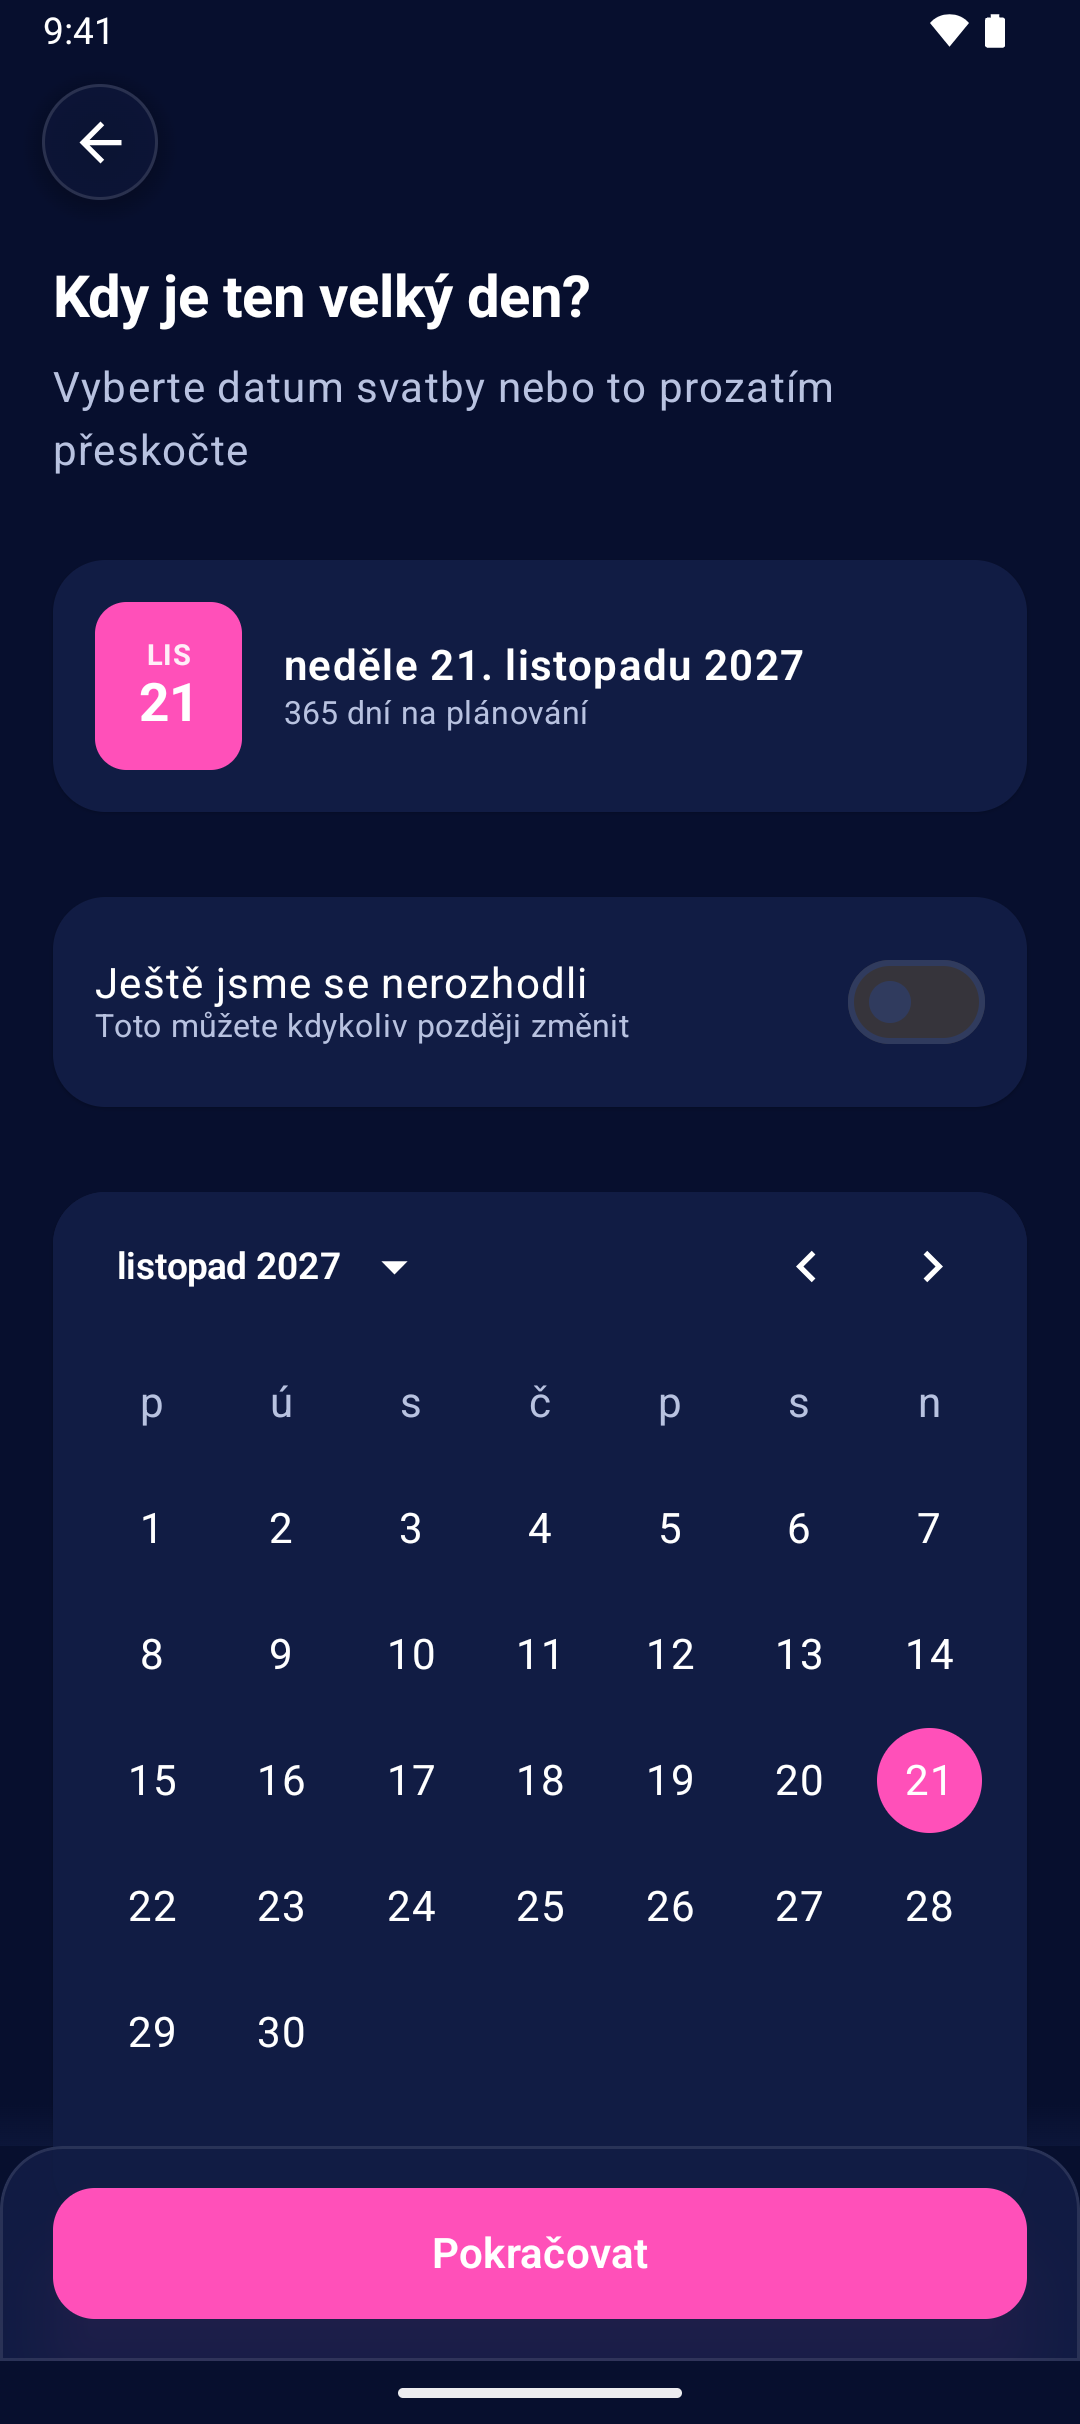 9:41
Kdy je ten velký den?
Vyberte datum svatby nebo to prozatím
přeskočte
LIS
21
neděle 21. listopadu 2027
365 dní na plánování
Ještě jsme se nerozhodli
Toto můžete kdykoliv později změnit
listopad 2027
p ú s č p s n
1 2 3 4 5 6 7
8 9 10 11 12 13 14
15 16 17 18 19 20 21
22 23 24 25 26 27 28
29 30
Pokračovat